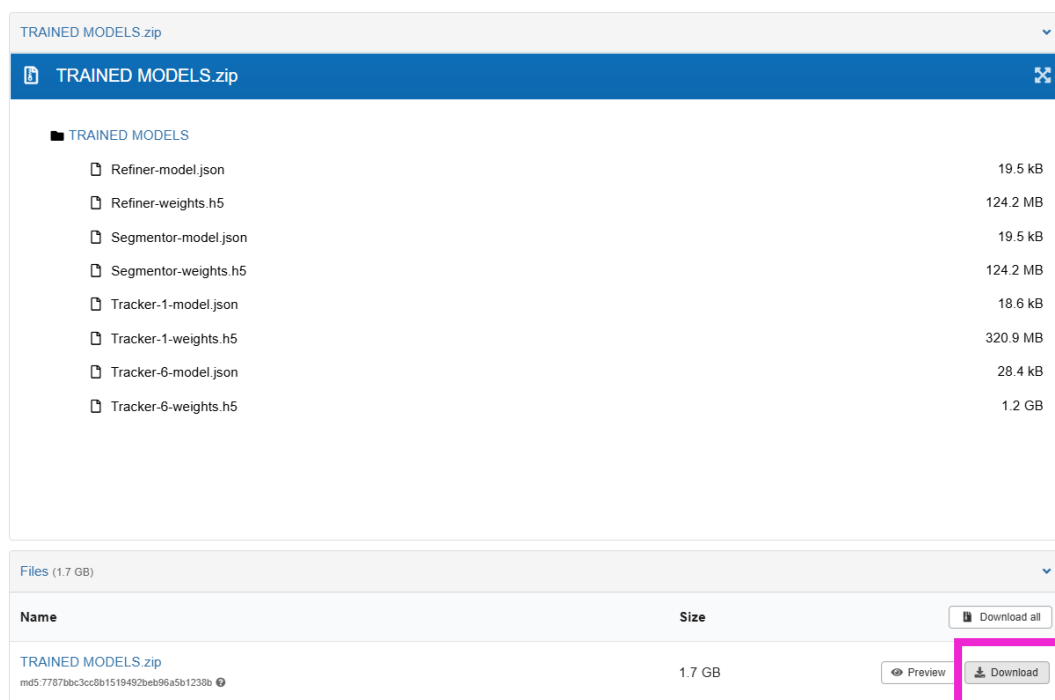 TRAINED MODELS.zip
TRAINED MODELS.zip
TRAINED MODELS
Refiner-model.json 19.5 kB
Refiner-weights.h5 124.2 MB
Segmentor-model.json 19.5 kB
Segmentor-weights.h5 124.2 MB
Tracker-1-model.json 18.6 kB
Tracker-1-weights.h5 320.9 MB
Tracker-6-model.json 28.4 kB
Tracker-6-weights.h5 1.2 GB
Files (1.7 GB)
Name Size Download all
TRAINED MODELS.zip 1.7 GB Preview Download
md5:7787bbc3cc8b1519492beb96a5b1238b